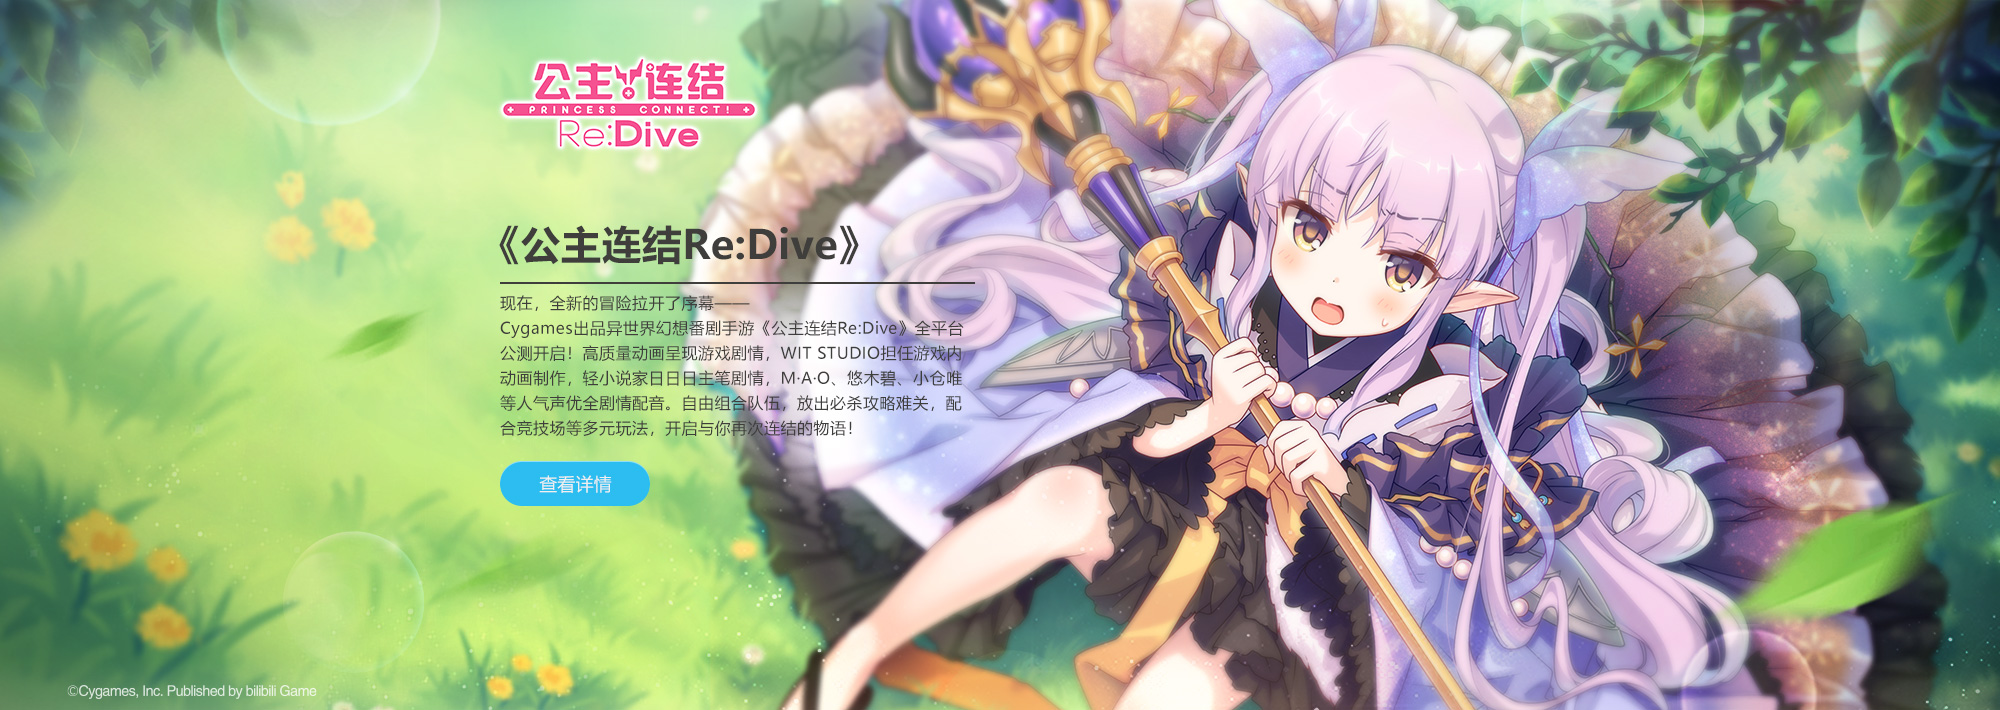 公主连结
PRINCESS CONNECT!
Re:Dive
《公主连结Re:Dive》
现在，全新的冒险拉开了序幕——
Cygames出品异世界幻想番剧手游《公主连结Re:Dive》全平台
公测开启！高质量动画呈现游戏剧情，WIT STUDIO担任游戏内
动画制作，轻小说家日日日主笔剧情，M·A·O、悠木碧、小仓唯
等人气声优全剧情配音。自由组合队伍，放出必杀攻略难关，配
合竞技场等多元玩法，开启与你再次连结的物语！
查看详情
©Cygames, Inc. Published by bilibili Game